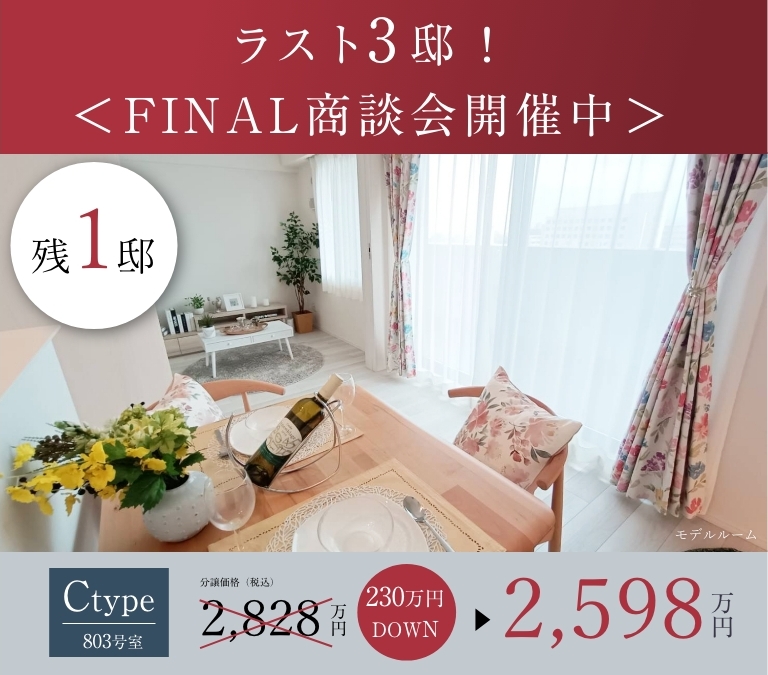 ラスト3邸！
＜FINAL商談会開催中＞
残1邸
モデルルーム
Ctype
803号室
分譲価格（税込）
2,828万円
230万円
DOWN
▶
2,598万円